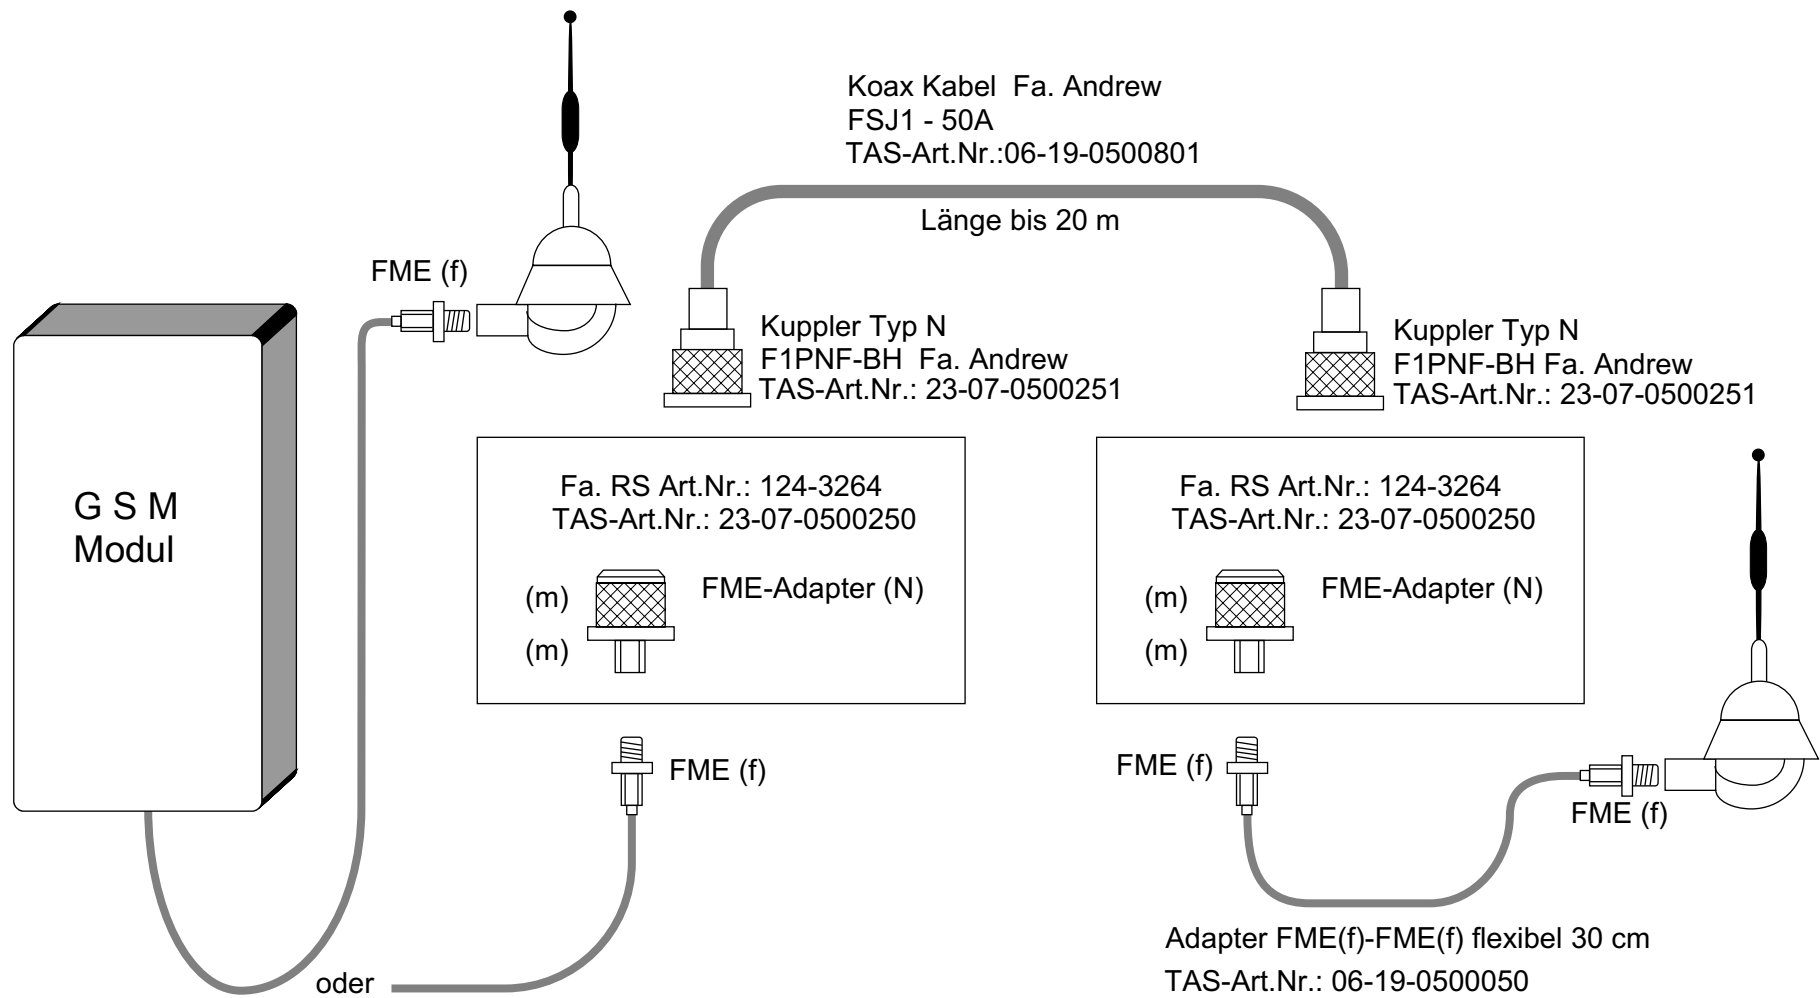 Koax Kabel  Fa. Andrew
FSJ1 - 50A
TAS-Art.Nr.:06-19-0500801
Länge bis 20 m
FME (f)
Kuppler Typ N
F1PNF-BH  Fa. Andrew
TAS-Art.Nr.: 23-07-0500251
Kuppler Typ N
F1PNF-BH Fa. Andrew
TAS-Art.Nr.: 23-07-0500251
G S M
Modul
Fa. RS Art.Nr.: 124-3264
TAS-Art.Nr.: 23-07-0500250
(m)
FME-Adapter (N)
(m)
Fa. RS Art.Nr.: 124-3264
TAS-Art.Nr.: 23-07-0500250
(m)
FME-Adapter (N)
(m)
FME (f)
FME (f)
FME (f)
Adapter FME(f)-FME(f) flexibel 30 cm
TAS-Art.Nr.: 06-19-0500050
oder